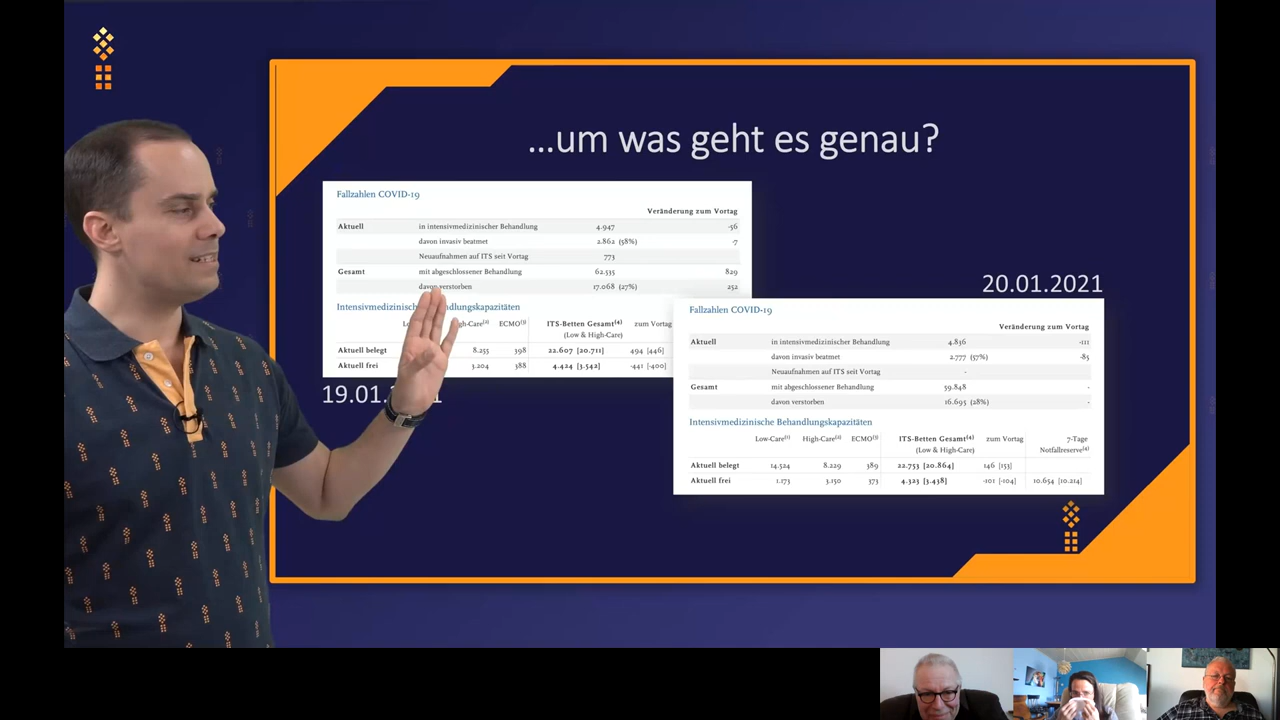 ...um was geht es genau?
Fallzahlen COVID-19
Veränderung zum Vortag
Aktuell in intensivmedizinischer Behandlung 4.947 -56
davon invasiv beatmet 2.862 (58%) -7
Neuaufnahmen auf ITS seit Vortag 773
Gesamt mit abgeschlossener Behandlung 62.535 829
davon verstorben 17.068 (27%) 252
Intensivmedizinische Behandlungskapazitäten
ECMO(3) ITS-Betten Gesamt(4) zum Vortag
(Low & High-Care)
Aktuell belegt 8.255 398 22.607 [20.711] 494 [446]
Aktuell frei 3.204 388 4.424 [3.542] -441 [-400]
19.01.
20.01.2021
Fallzahlen COVID-19
Veränderung zum Vortag
Aktuell in intensivmedizinischer Behandlung 4.836 -111
davon invasiv beatmet 2.777 (57%) -85
Neuaufnahmen auf ITS seit Vortag -
Gesamt mit abgeschlossener Behandlung 59.848 -
davon verstorben 16.695 (28%) -
Intensivmedizinische Behandlungskapazitäten
Low-Care(1) High-Care(2) ECMO(3) ITS-Betten Gesamt(4) zum Vortag 7-Tage
(Low & High-Care) Notfallreserve(4)
Aktuell belegt 14.524 8.229 389 22.753 [20.864] 146 [153]
Aktuell frei 1.173 3.150 373 4.323 [3.438] -101 [-104] 10.654 [10.214]